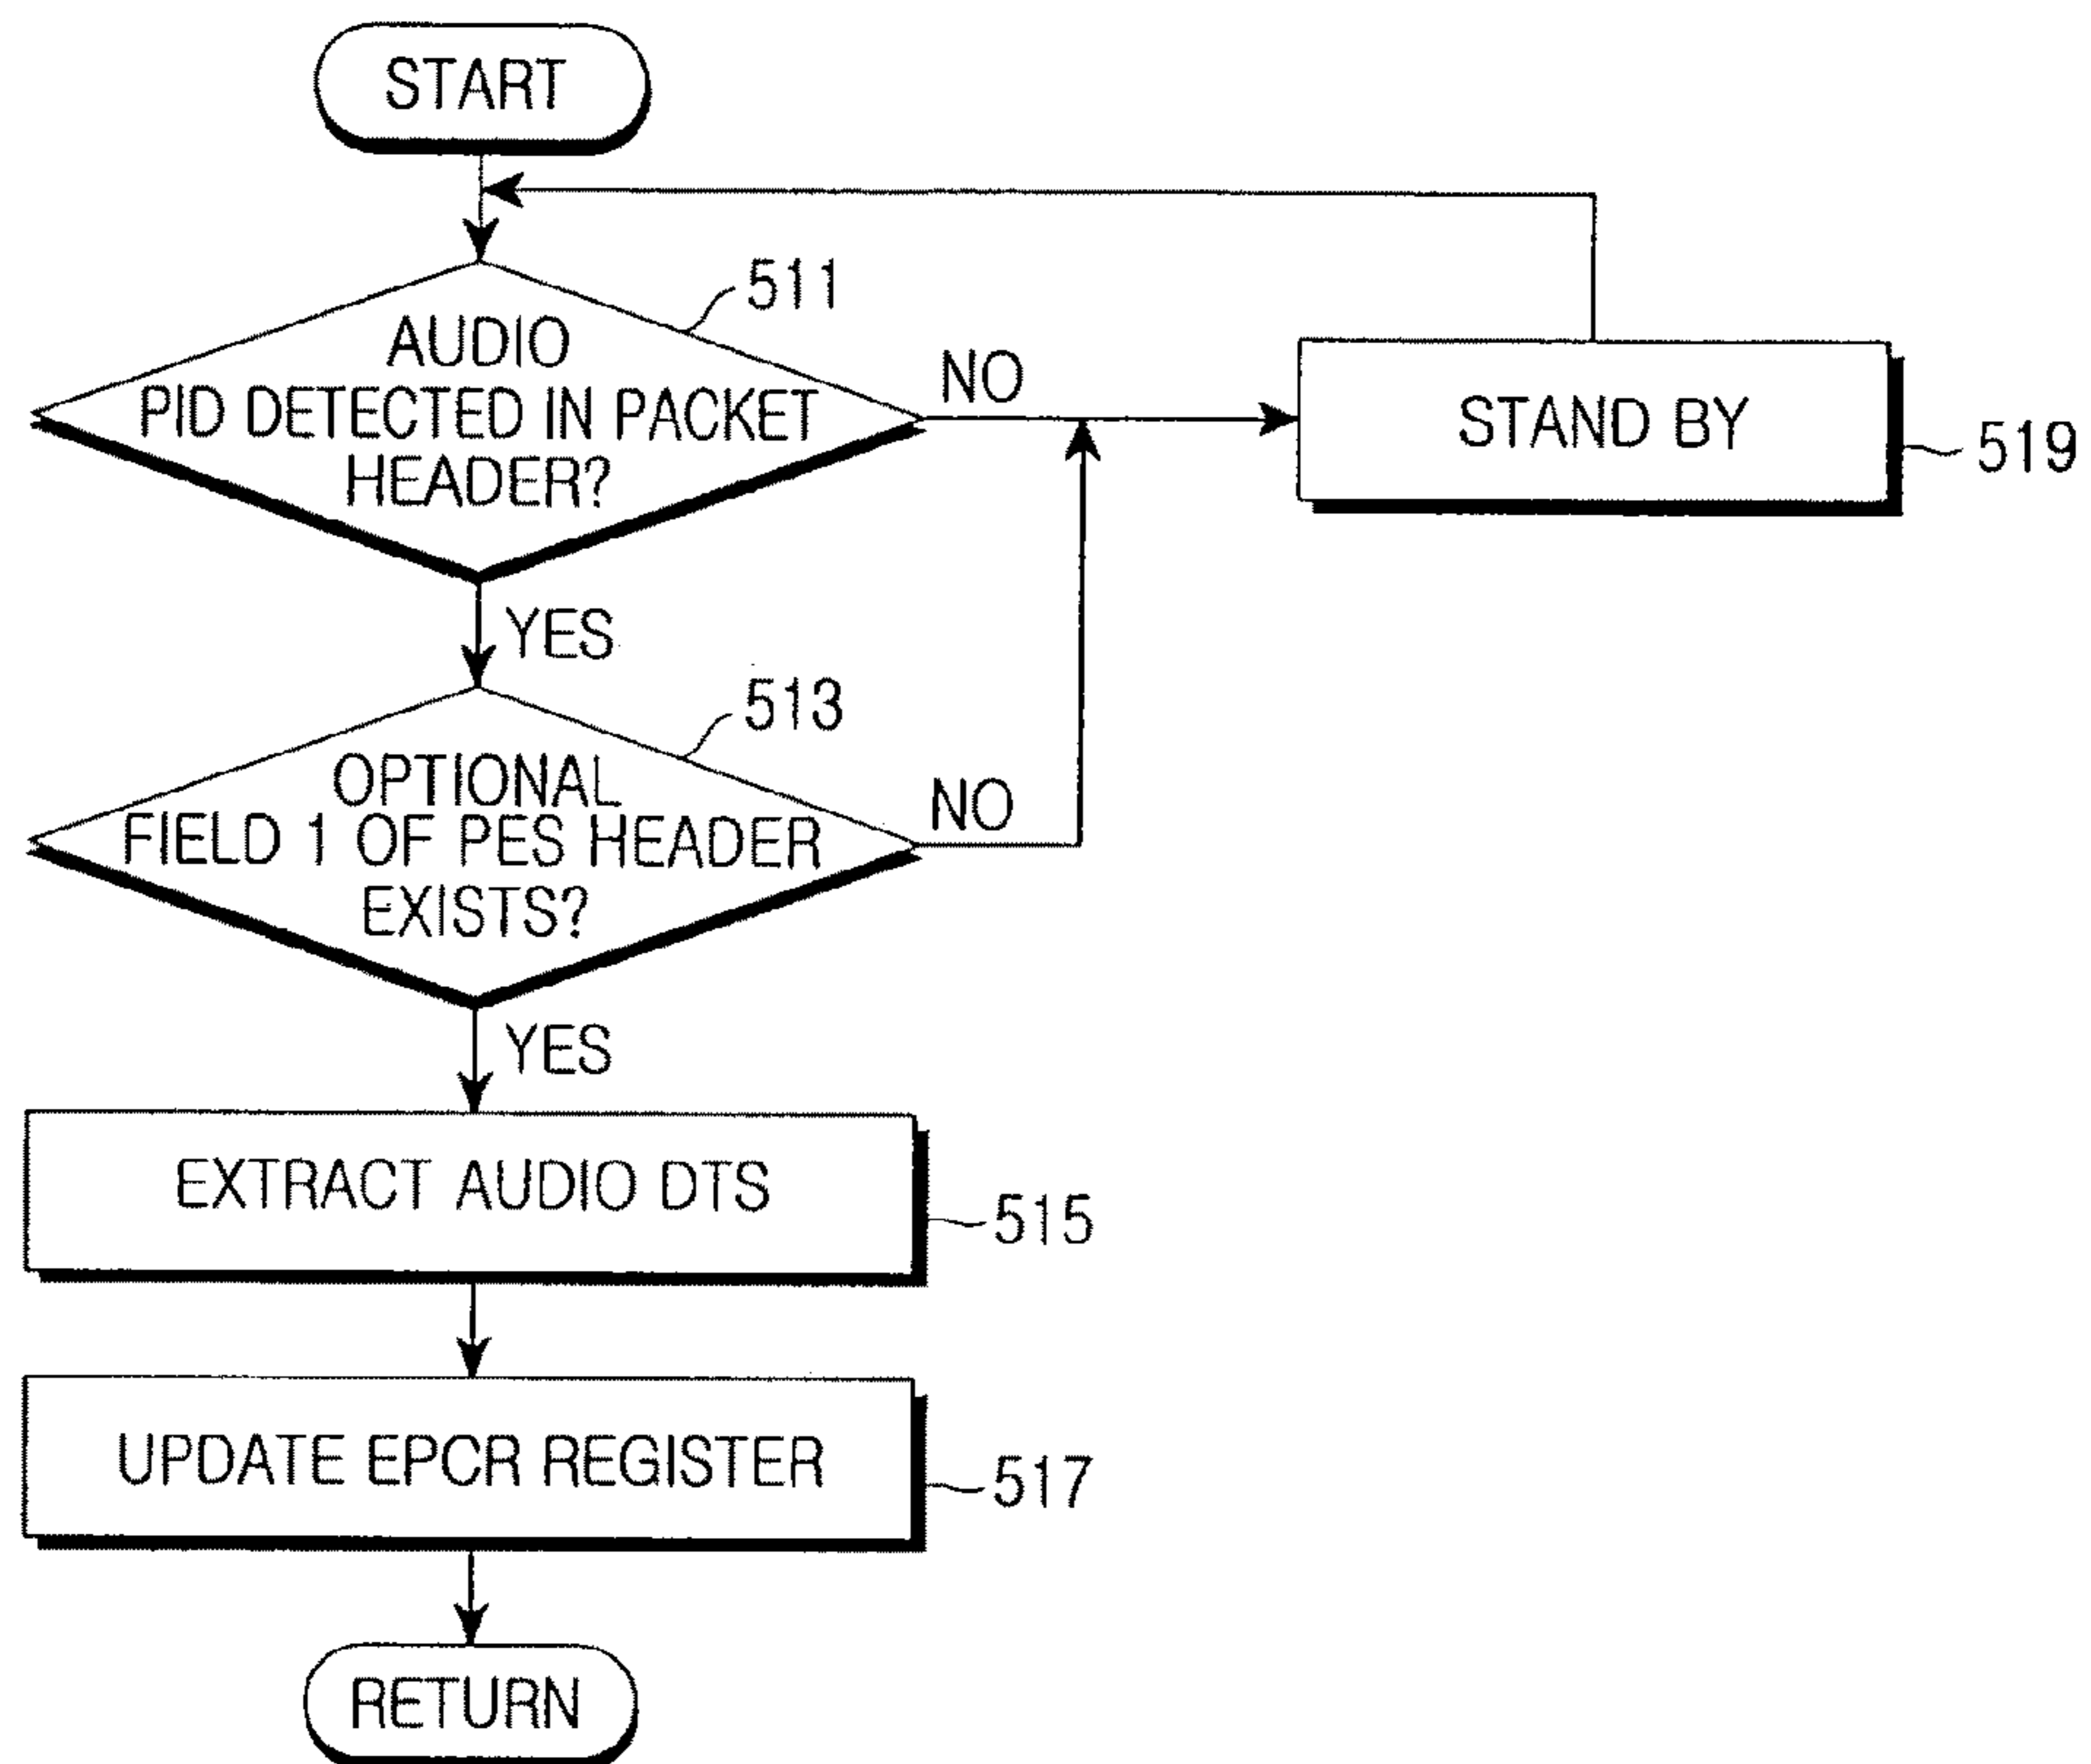 START
511
AUDIO
PID DETECTED IN PACKET
HEADER?
NO
STAND BY
519
YES
513
OPTIONAL
FIELD 1 OF PES HEADER
EXISTS?
NO
YES
EXTRACT AUDIO DTS
515
UPDATE EPCR REGISTER
517
RETURN